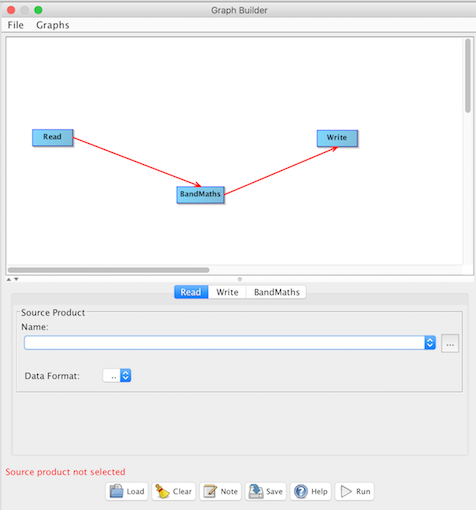 Graph Builder
File Graphs
Read
Write
BandMaths
Read Write BandMaths
Source Product
Name:
...
Data Format: ..
Source product not selected
Load Clear Note Save Help Run